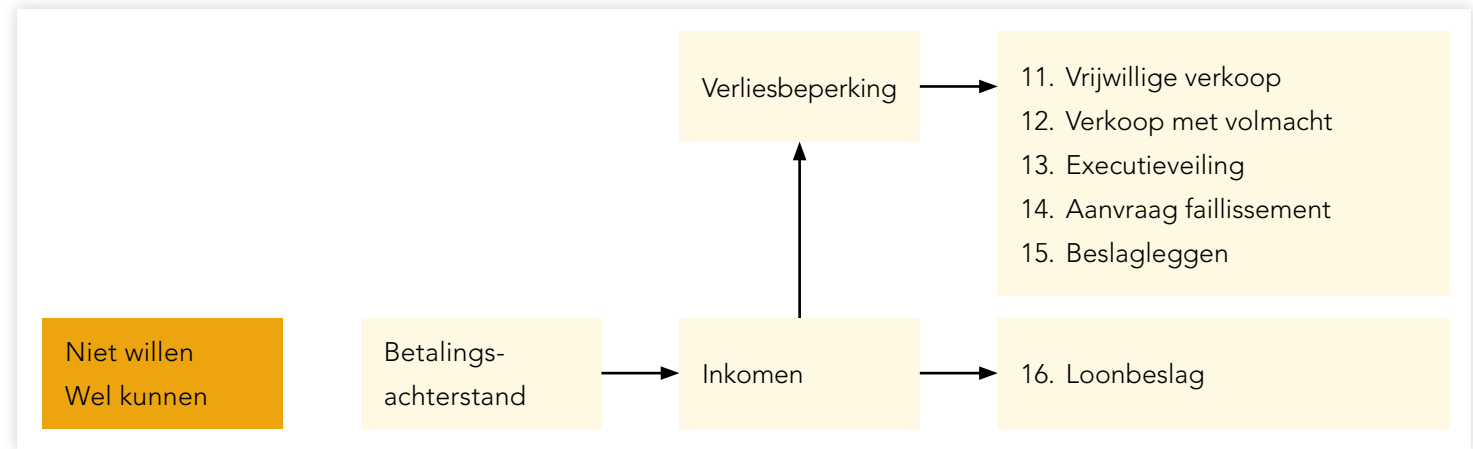 Verliesbeperking
11. Vrijwillige verkoop
12. Verkoop met volmacht
13. Executieveiling
14. Aanvraag faillissement
15. Beslagleggen
Niet willen
Wel kunnen
Betalings-
achterstand
Inkomen
16. Loonbeslag